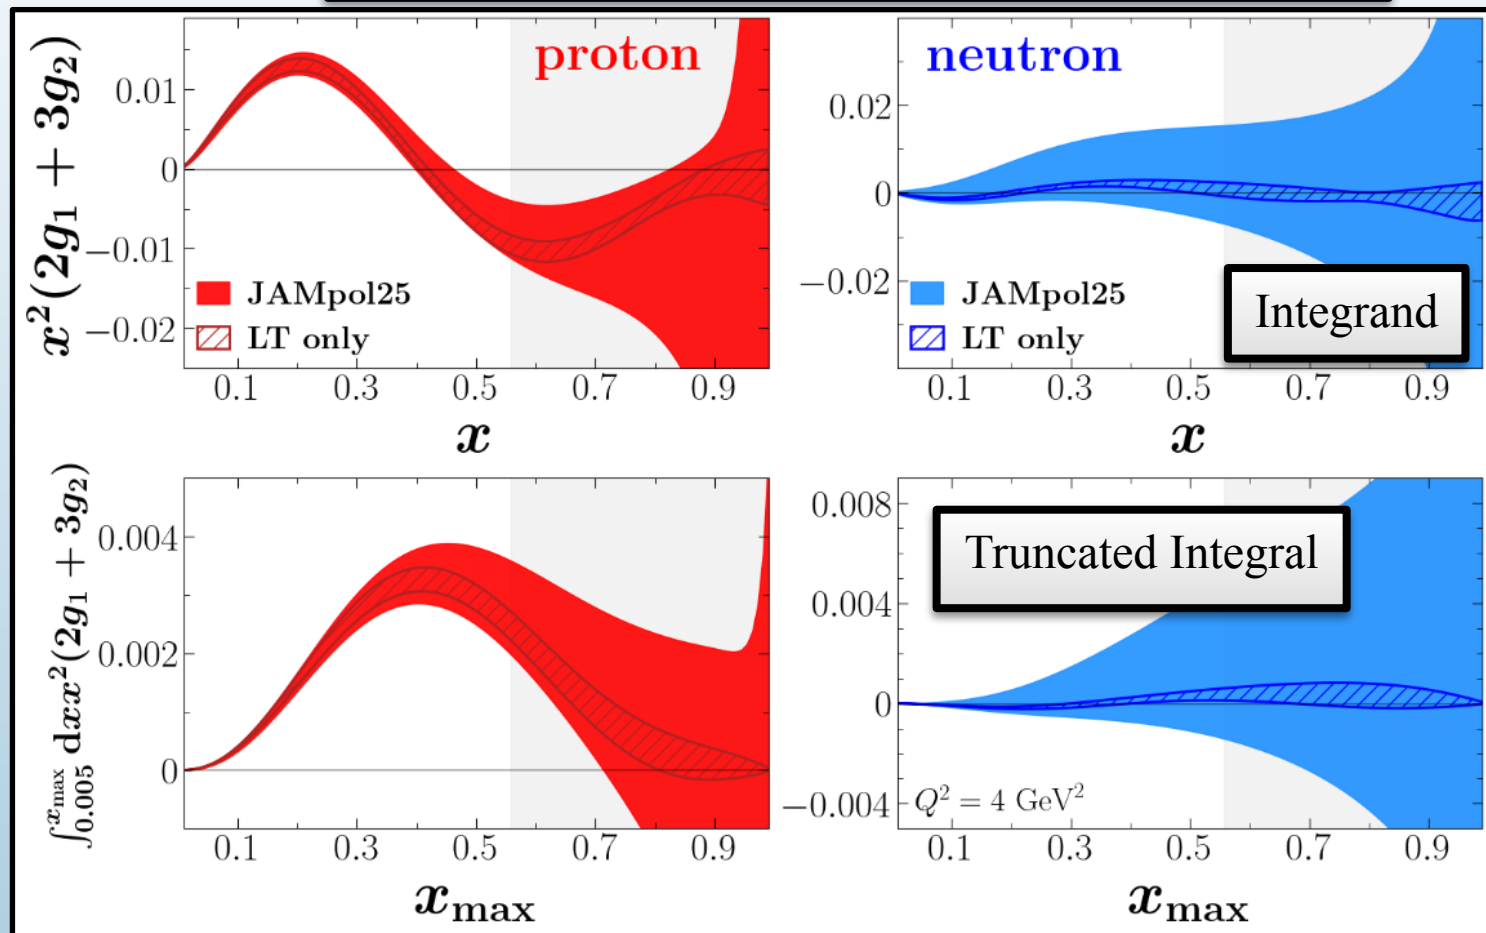 x²(2g₁ + 3g₂)
0.01
0
−0.01
−0.02
proton
JAMpol25
LT only
0.1 0.3 0.5 0.7 0.9
x
0.02
0
−0.02
neutron
JAMpol25
LT only
Integrand
0.1 0.3 0.5 0.7 0.9
x
∫₀.₀₀₅^xmax dxx²(2g₁ + 3g₂)
0.004
0.002
0
0.1 0.3 0.5 0.7 0.9
xmax
0.008
0.004
0
−0.004
Truncated Integral
Q² = 4 GeV²
0.1 0.3 0.5 0.7 0.9
xmax